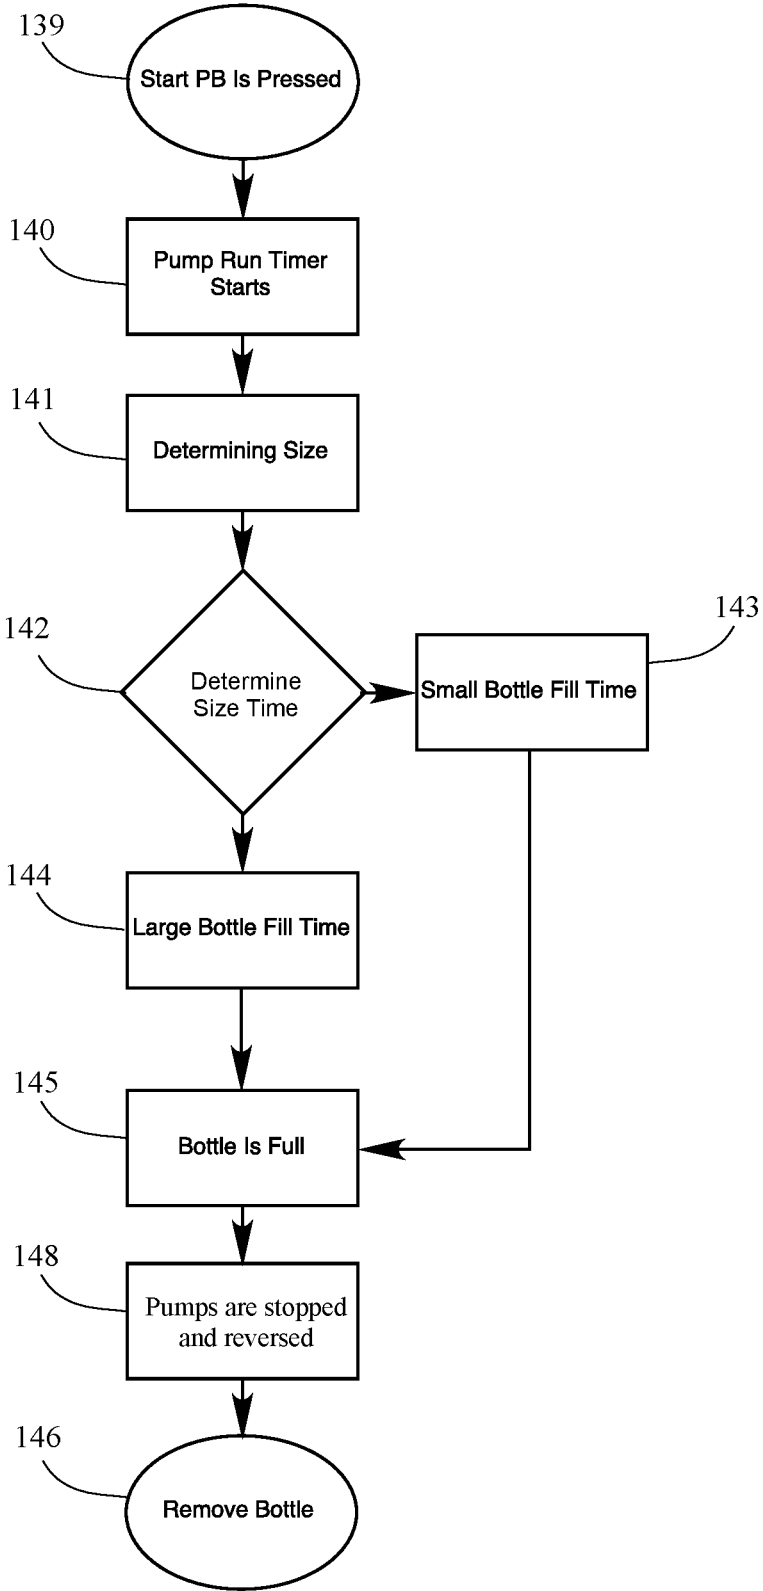 139
Start PB Is Pressed
140
Pump Run Timer
Starts
141
Determining Size
142
Determine
Size Time
143
Small Bottle Fill Time
144
Large Bottle Fill Time
145
Bottle Is Full
148
Pumps are stopped
and reversed
146
Remove Bottle